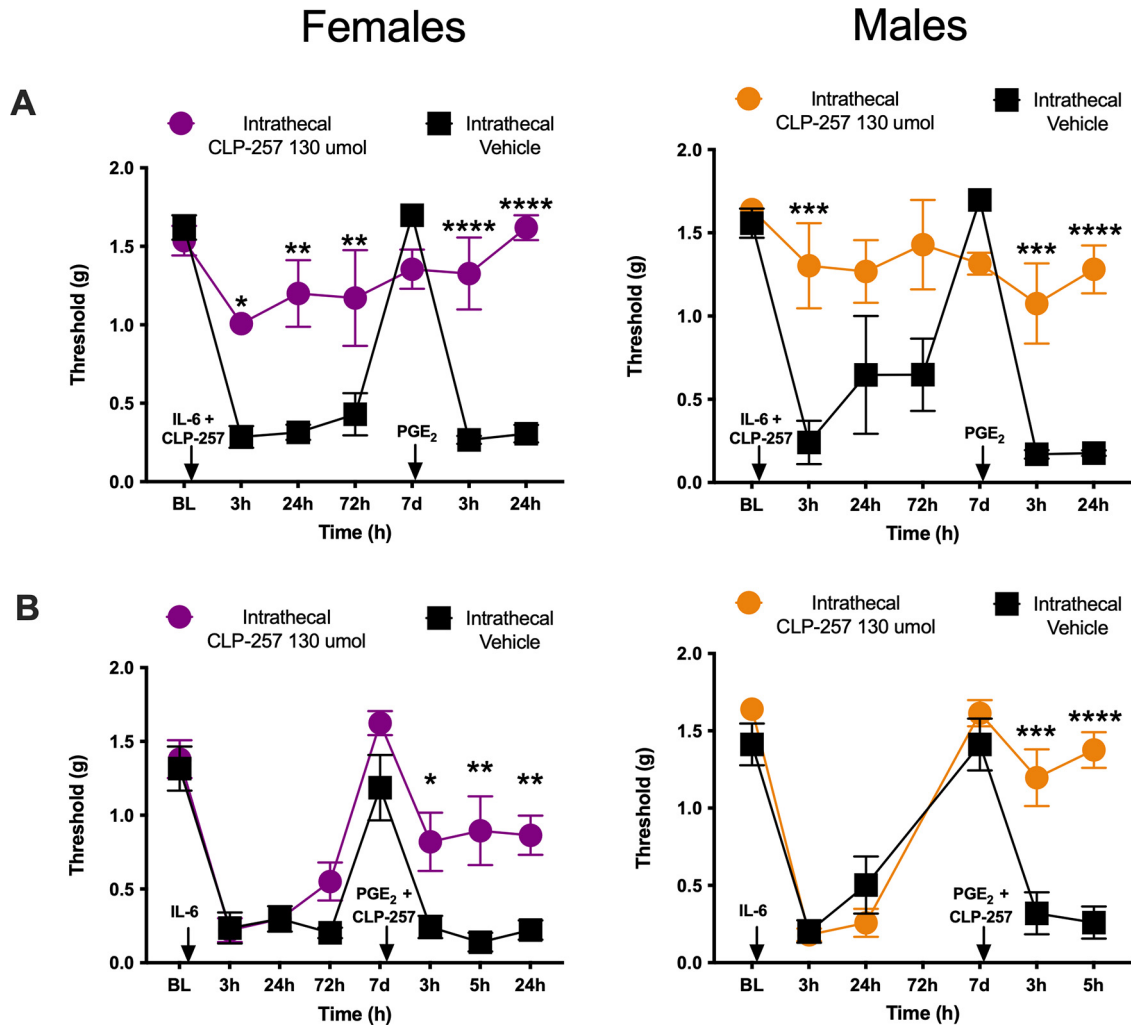 Females
Males
A
Intrathecal
CLP-257 130 umol
Intrathecal
Vehicle
2.0
1.5
1.0
0.5
0.0
Threshold (g)
*
**
**
****
****
IL-6 +
CLP-257
PGE2
BL 3h 24h 72h 7d 3h 24h
Time (h)
Intrathecal
CLP-257 130 umol
Intrathecal
Vehicle
2.0
1.5
1.0
0.5
0.0
Threshold (g)
***
***
****
IL-6 +
CLP-257
PGE2
BL 3h 24h 72h 7d 3h 24h
Time (h)
B
Intrathecal
CLP-257 130 umol
Intrathecal
Vehicle
2.0
1.5
1.0
0.5
0.0
Threshold (g)
*
**
**
IL-6
PGE2 +
CLP-257
BL 3h 24h 72h 7d 3h 5h 24h
Time (h)
Intrathecal
CLP-257 130 umol
Intrathecal
Vehicle
2.0
1.5
1.0
0.5
0.0
Threshold (g)
***
****
IL-6
PGE2 +
CLP-257
BL 3h 24h 72h 7d 3h 5h
Time (h)